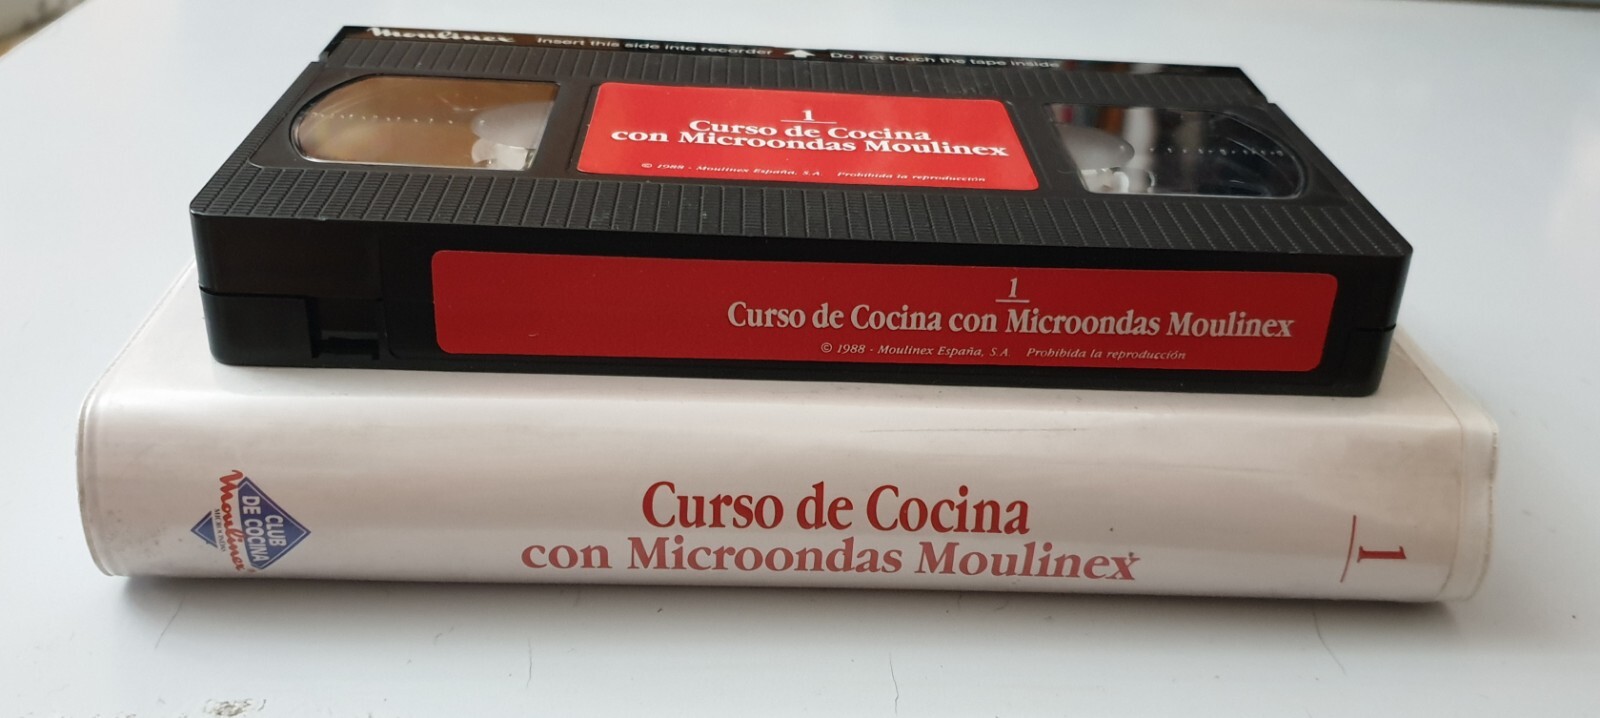 Moulinex Insert this side into recorder Do not touch the tape inside
1
Curso de Cocina
con Microondas Moulinex
© 1988 - Moulinex España, S.A. Prohibida la reproducción
1
Curso de Cocina con Microondas Moulinex
© 1988 - Moulinex España, S.A Prohibida la reproducción
CLUB
DE COCINA
Moulinex
Curso de Cocina
con Microondas Moulinex
1